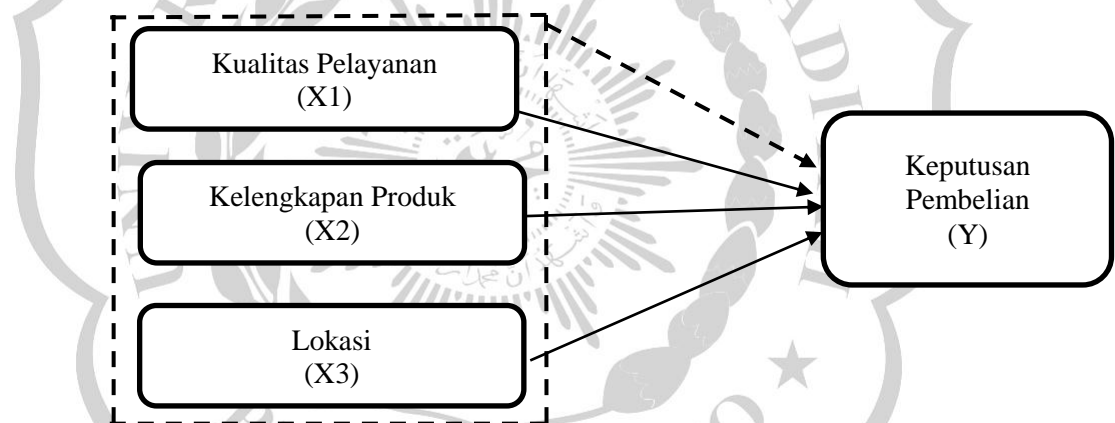 Kualitas Pelayanan
(X1)
Kelengkapan Produk
(X2)
Lokasi
(X3)
Keputusan
Pembelian
(Y)